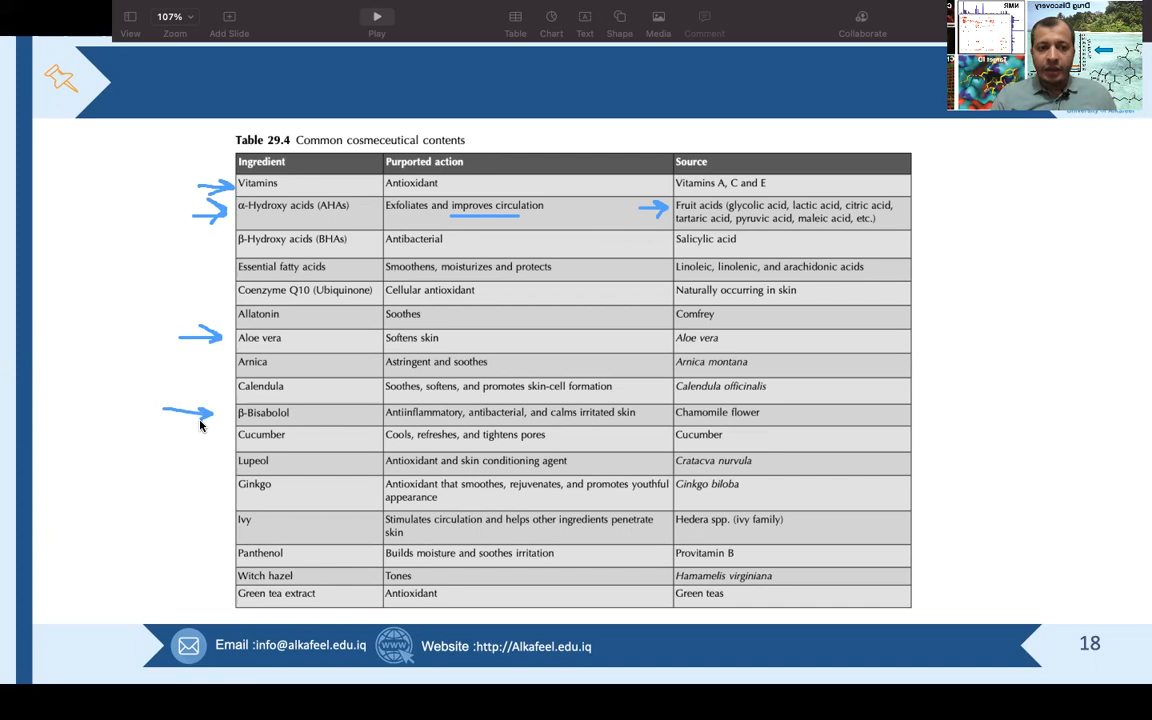 107%
View
Zoom
Add Slide
Play
Table
Chart
Text
Shape
Media
Comment
Collaborate
NMR
Drug Discovery
Target ID
Table 29.4 Common cosmeceutical contents
Ingredient Purported action Source
Vitamins Antioxidant Vitamins A, C and E
α-Hydroxy acids (AHAs) Exfoliates and improves circulation Fruit acids (glycolic acid, lactic acid, citric acid,
tartaric acid, pyruvic acid, maleic acid, etc.)
β-Hydroxy acids (BHAs) Antibacterial Salicylic acid
Essential fatty acids Smoothens, moisturizes and protects Linoleic, linolenic, and arachidonic acids
Coenzyme Q10 (Ubiquinone) Cellular antioxidant Naturally occurring in skin
Allatonin Soothes Comfrey
Aloe vera Softens skin Aloe vera
Arnica Astringent and soothes Arnica montana
Calendula Soothes, softens, and promotes skin-cell formation Calendula officinalis
β-Bisabolol Antiinflammatory, antibacterial, and calms irritated skin Chamomile flower
Cucumber Cools, refreshes, and tightens pores Cucumber
Lupeol Antioxidant and skin conditioning agent Cratacva nurvula
Ginkgo Antioxidant that smoothes, rejuvenates, and promotes youthful Ginkgo biloba
appearance
Ivy Stimulates circulation and helps other ingredients penetrate Hedera spp. (ivy family)
skin
Panthenol Builds moisture and soothes irritation Provitamin B
Witch hazel Tones Hamamelis virginiana
Green tea extract Antioxidant Green teas
Email :info@alkafeel.edu.iq
WWW
Website :http://Alkafeel.edu.iq
18